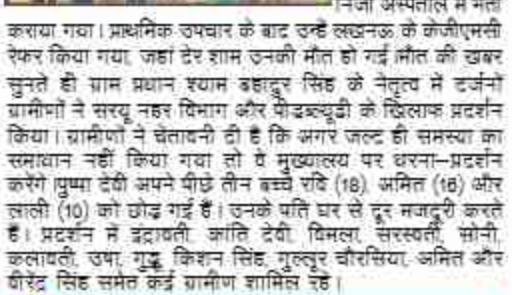 निजी अस्पताल में भर्ती
कराया गया। प्राथमिक उपचार के बाद उन्हें लखनऊ के केजीएमसी
रेफर किया गया, जहां देर शाम उनकी मौत हो गई।मौत की खबर
सुनते ही ग्राम प्रधान श्याम बहादुर सिंह के नेतृत्व में दर्जनों
ग्रामीणों ने सरयू नहर विभाग और पीडब्ल्यूडी के खिलाफ प्रदर्शन
किया। ग्रामीणों ने चेतावनी दी है कि अगर जल्द ही समस्या का
समाधान नहीं किया गया तो वे मुख्यालय पर धरना–प्रदर्शन
करेंगे।पुष्पा देवी अपने पीछे तीन बच्चे रवि (18), अमित (16) और
लाली (10) को छोड़ गई हैं। उनके पति घर से दूर मजदूरी करते
हैं। प्रदर्शन में इंद्रावती, कांति देवी, विमला, सरस्वती, सोनी,
कलावती, उषा, गुड्डू, किशन सिंह, गुल्लूर चौरसिया, अमित और
वीरेंद्र सिंह समेत कई ग्रामीण शामिल रहे।